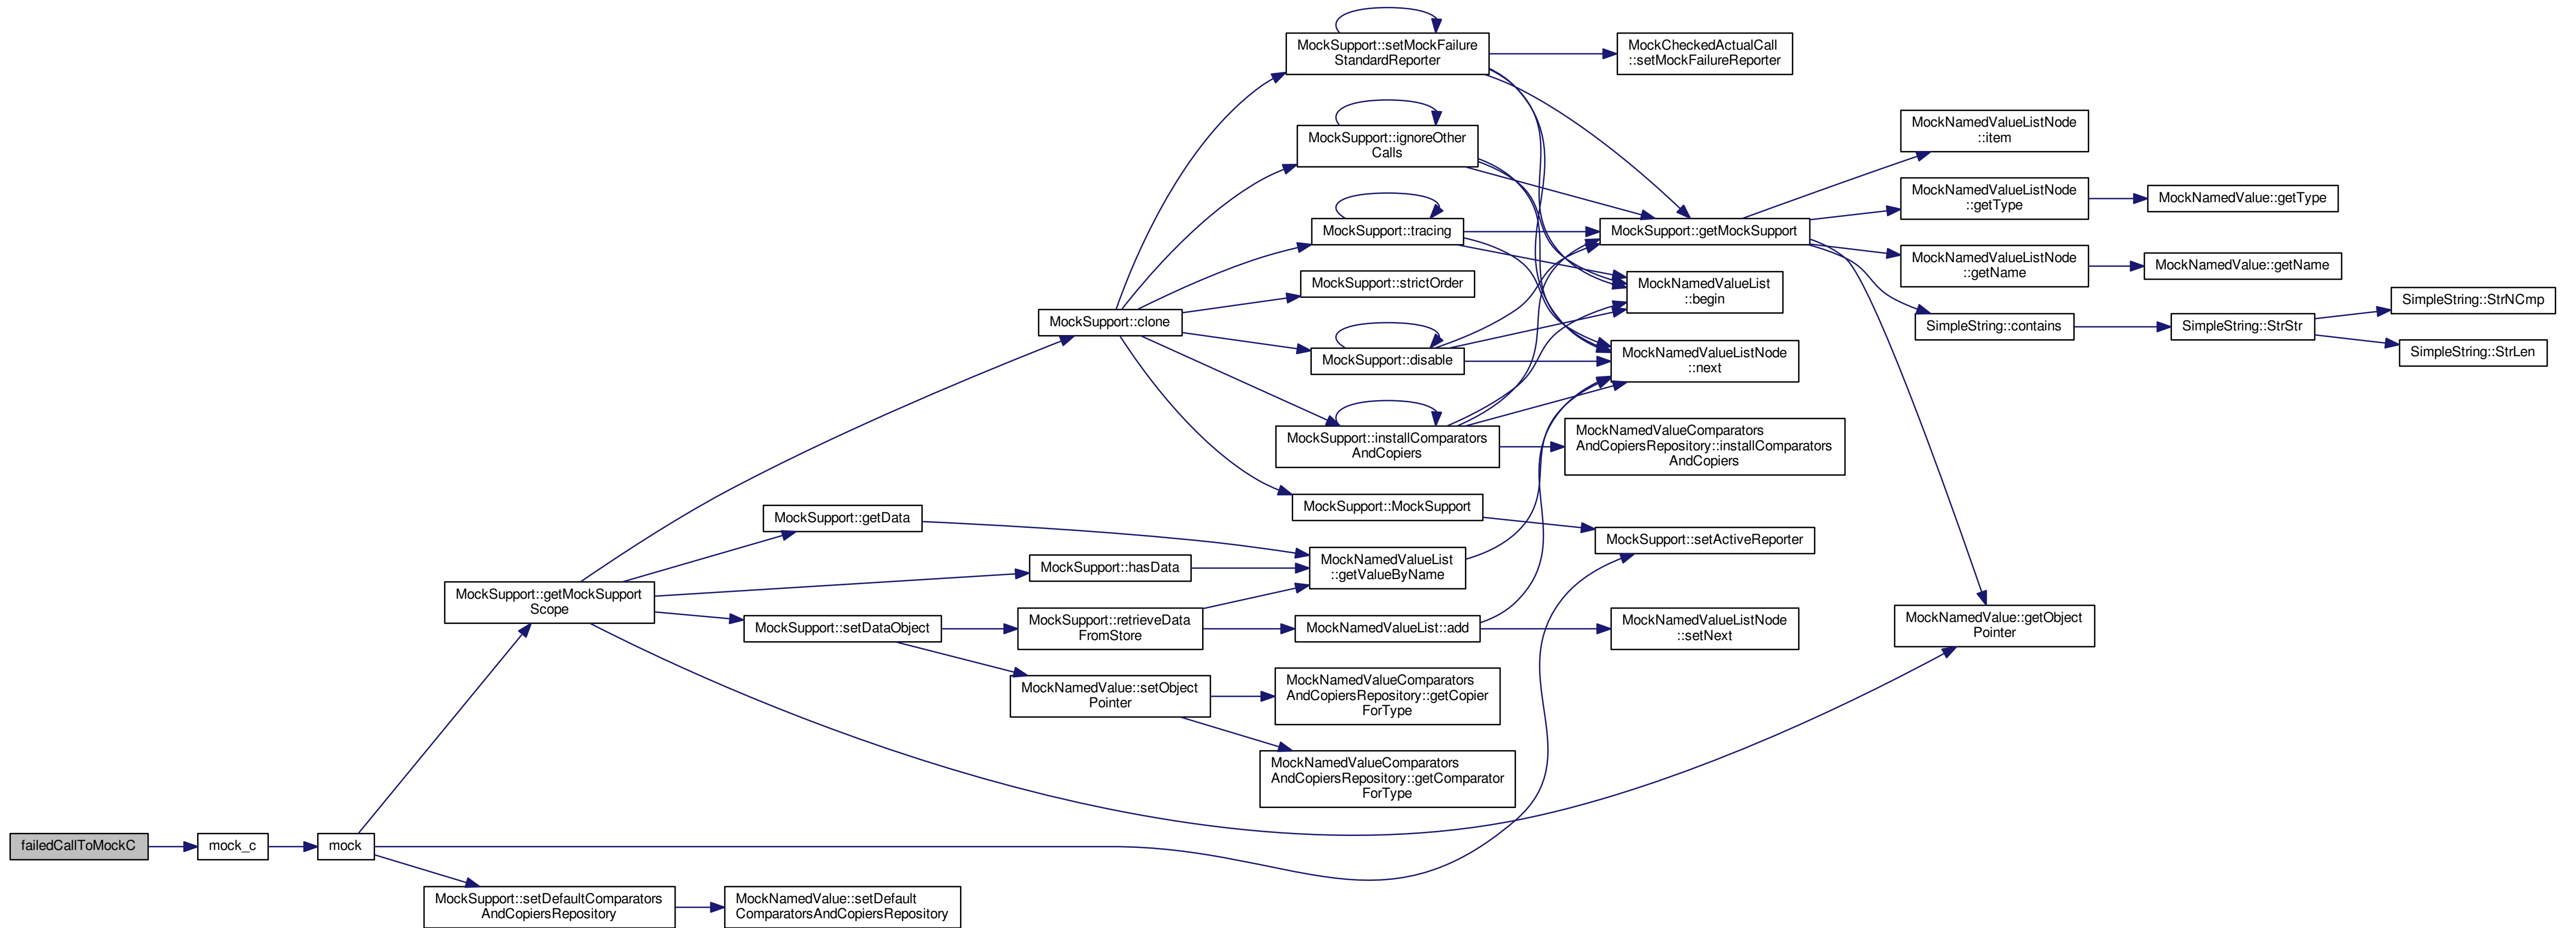 failedCallToMockC
mock_c
mock
MockSupport::getMockSupport
Scope
MockSupport::setDefaultComparators
AndCopiersRepository
MockNamedValue::setDefault
ComparatorsAndCopiersRepository
MockSupport::getData
MockSupport::hasData
MockSupport::setDataObject
MockSupport::retrieveData
FromStore
MockNamedValue::setObject
Pointer
MockSupport::clone
MockSupport::setMockFailure
StandardReporter
MockSupport::ignoreOther
Calls
MockSupport::tracing
MockSupport::strictOrder
MockSupport::disable
MockSupport::installComparators
AndCopiers
MockSupport::MockSupport
MockNamedValueList
::getValueByName
MockNamedValueList::add
MockNamedValueComparators
AndCopiersRepository::getCopier
ForType
MockNamedValueComparators
AndCopiersRepository::getComparator
ForType
MockCheckedActualCall
::setMockFailureReporter
MockSupport::getMockSupport
MockNamedValueList
::begin
MockNamedValueListNode
::next
MockNamedValueComparators
AndCopiersRepository::installComparators
AndCopiers
MockSupport::setActiveReporter
MockNamedValueListNode
::setNext
MockNamedValueListNode
::item
MockNamedValueListNode
::getType
MockNamedValueListNode
::getName
SimpleString::contains
MockNamedValue::getObject
Pointer
MockNamedValue::getType
MockNamedValue::getName
SimpleString::StrStr
SimpleString::StrNCmp
SimpleString::StrLen